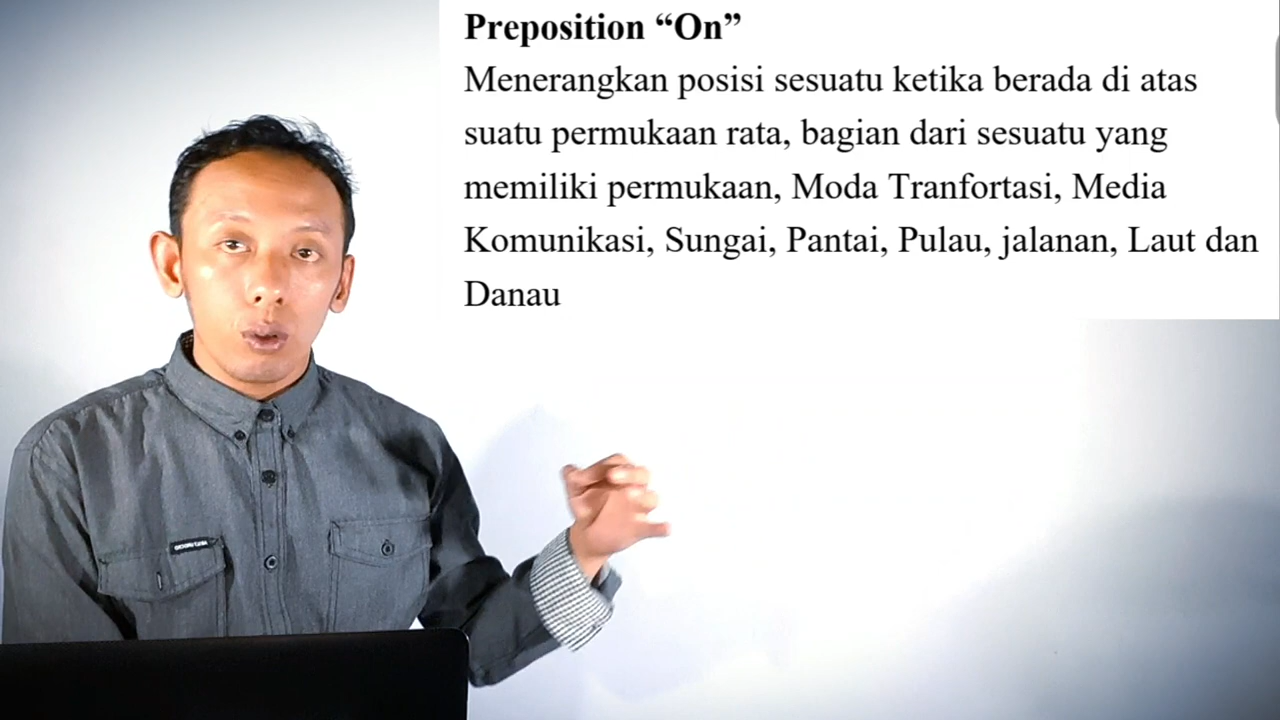 Preposition “On”
Menerangkan posisi sesuatu ketika berada di atas
suatu permukaan rata, bagian dari sesuatu yang
memiliki permukaan, Moda Tranfortasi, Media
Komunikasi, Sungai, Pantai, Pulau, jalanan, Laut dan
Danau